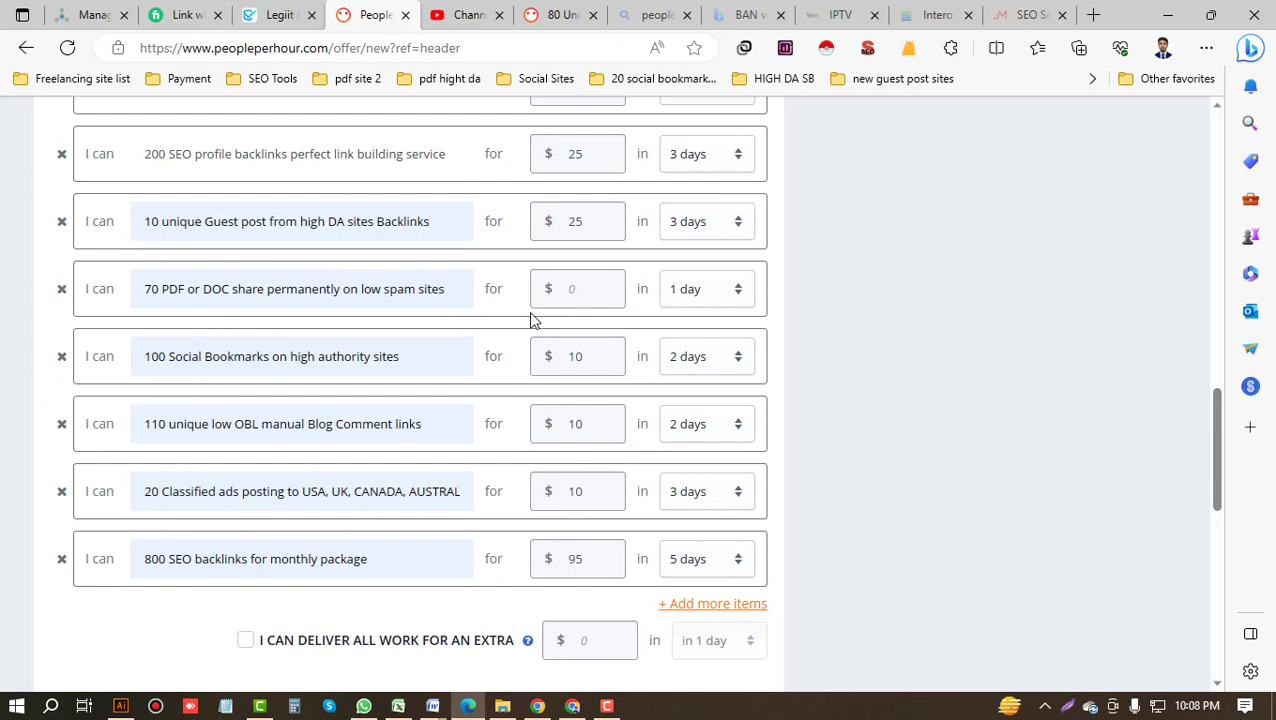 Manag
Link w
Legiit l
People
Chann
80 Uni
people
BAN v
IPTV
Intero
SEO Se
https://www.peopleperhour.com/offer/new?ref=header
Freelancing site list
Payment
SEO Tools
pdf site 2
pdf hight da
Social Sites
20 social bookmark...
HIGH DA SB
new guest post sites
Other favorites
I can 200 SEO profile backlinks perfect link building service for $ 25 in 3 days
I can 10 unique Guest post from high DA sites Backlinks for $ 25 in 3 days
I can 70 PDF or DOC share permanently on low spam sites for $ 0 in 1 day
I can 100 Social Bookmarks on high authority sites for $ 10 in 2 days
I can 110 unique low OBL manual Blog Comment links for $ 10 in 2 days
I can 20 Classified ads posting to USA, UK, CANADA, AUSTRAL for $ 10 in 3 days
I can 800 SEO backlinks for monthly package for $ 95 in 5 days
+ Add more items
I CAN DELIVER ALL WORK FOR AN EXTRA ? $ 0 in in 1 day
10:08 PM